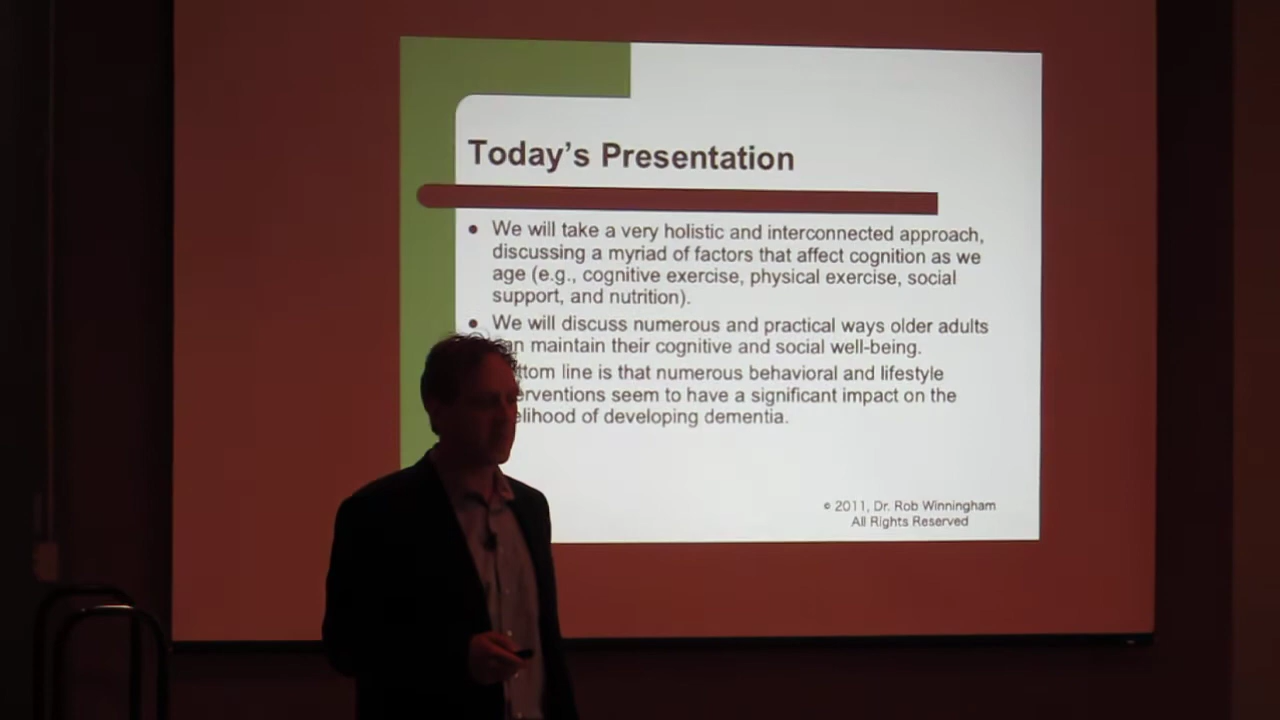 Today's Presentation
• We will take a very holistic and interconnected approach,
discussing a myriad of factors that affect cognition as we
age (e.g., cognitive exercise, physical exercise, social
support, and nutrition).
• We will discuss numerous and practical ways older adults
maintain their cognitive and social well-being.
line is that numerous behavioral and lifestyle
seem to have a significant impact on the
of developing dementia.
© 2011, Dr. Rob Winningham
All Rights Reserved